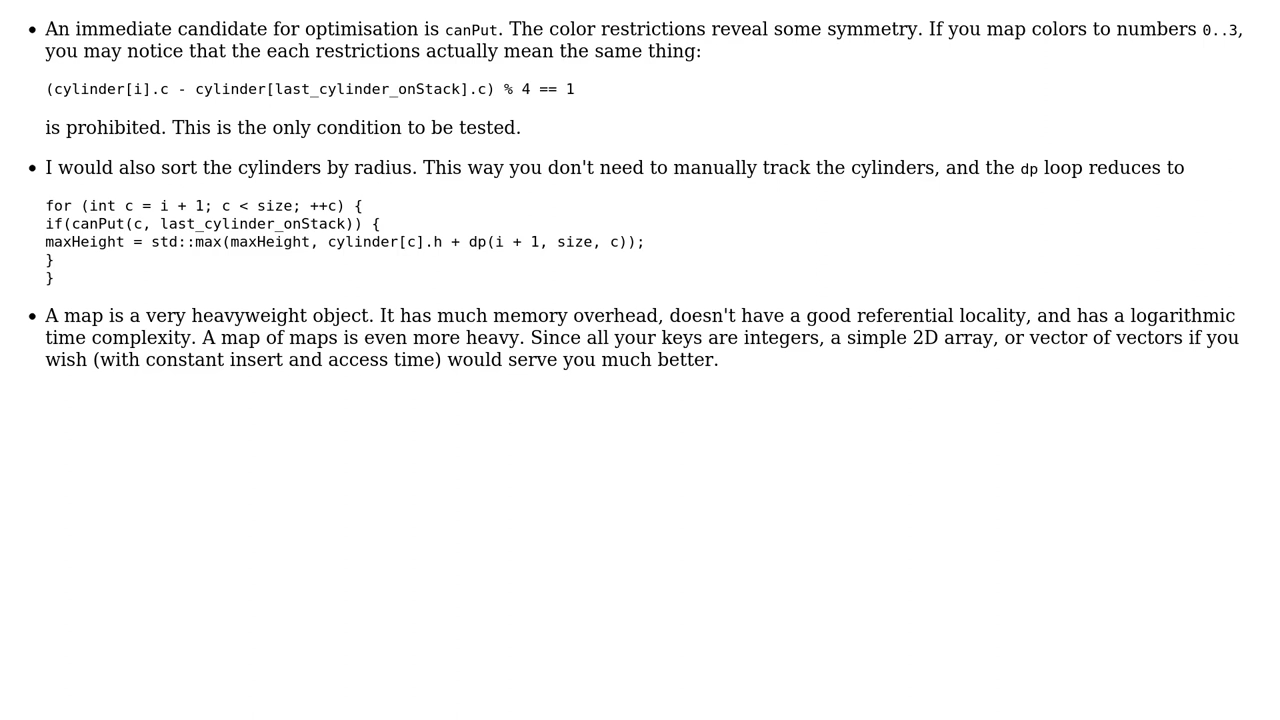 An immediate candidate for optimisation is canPut. The color restrictions reveal some symmetry. If you map colors to numbers 0..3,
you may notice that the each restrictions actually mean the same thing:
(cylinder[i].c - cylinder[last_cylinder_onStack].c) % 4 == 1
is prohibited. This is the only condition to be tested.
I would also sort the cylinders by radius. This way you don't need to manually track the cylinders, and the dp loop reduces to
for (int c = i + 1; c < size; ++c) {
if(canPut(c, last_cylinder_onStack)) {
maxHeight = std::max(maxHeight, cylinder[c].h + dp(i + 1, size, c));
}
}
A map is a very heavyweight object. It has much memory overhead, doesn't have a good referential locality, and has a logarithmic
time complexity. A map of maps is even more heavy. Since all your keys are integers, a simple 2D array, or vector of vectors if you
wish (with constant insert and access time) would serve you much better.